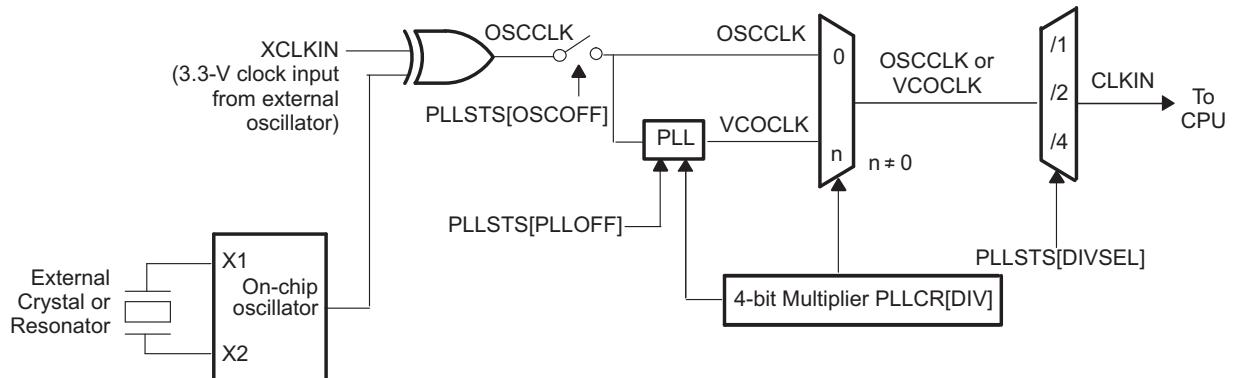 XCLKIN
(3.3-V clock input
from external
oscillator)
OSCCLK
PLLSTS[OSCOFF]
OSCCLK
0
PLL
VCOCLK
n
n ≠ 0
PLLSTS[PLLOFF]
OSCCLK or
VCOCLK
/1
/2
/4
CLKIN
To
CPU
PLLSTS[DIVSEL]
4-bit Multiplier PLLCR[DIV]
External
Crystal or
Resonator
X1
On-chip
oscillator
X2